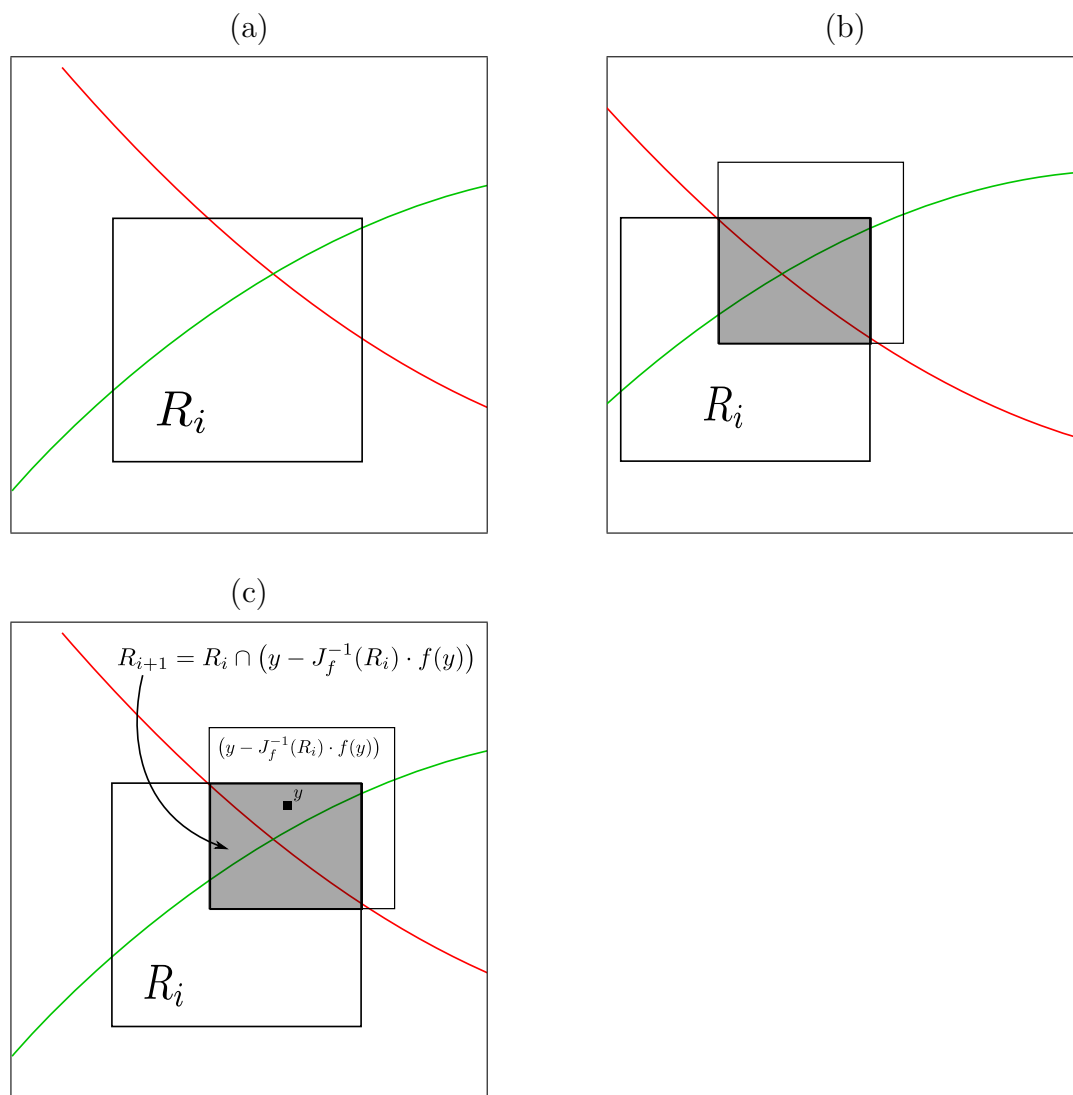 (a)
(b)
R_i
R_i
(c)
R_{i+1} = R_i ∩ (y − J_f^{-1}(R_i) · f(y))
(y − J_f^{-1}(R_i) · f(y))
y
R_i